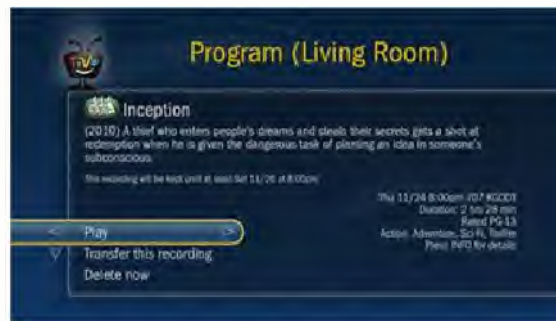 Program (Living Room)
Inception
(2010) A thief who enters people's dreams and steals their secrets gets a shot at
redemption when he is given the dangerous task of planting an idea in someone's
subconscious.
This recording will be kept until at least Sat 11/26 at 8:00pm
Thu 11/24 8:00pm 707
Duration: 2 hrs 28 min
Rated PG-13
Action Adventure, Sci-Fi, Thriller
Press INFO for details
Play
Transfer this recording
Delete now